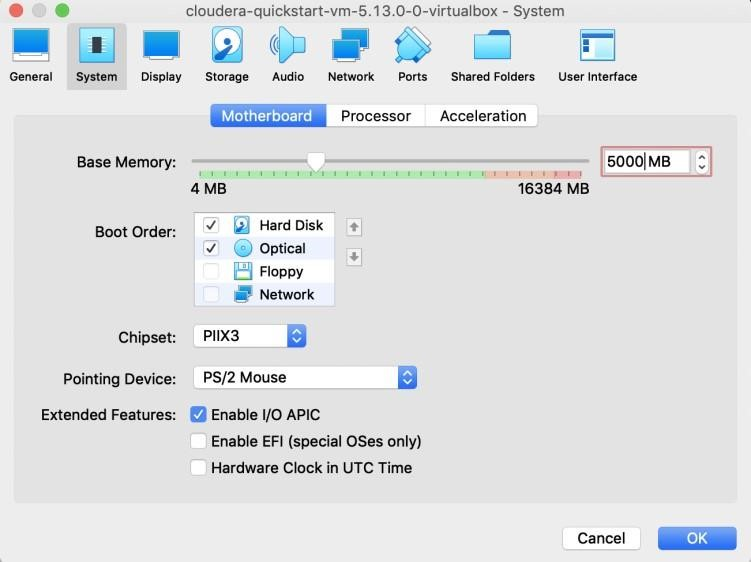 cloudera-quickstart-vm-5.13.0-0-virtualbox - System
General System Display Storage Audio Network Ports Shared Folders User Interface
Motherboard Processor Acceleration
Base Memory: 5000 MB
4 MB 16384 MB
Boot Order: Hard Disk
Optical
Floppy
Network
Chipset: PIIX3
Pointing Device: PS/2 Mouse
Extended Features: Enable I/O APIC
Enable EFI (special OSes only)
Hardware Clock in UTC Time
Cancel OK